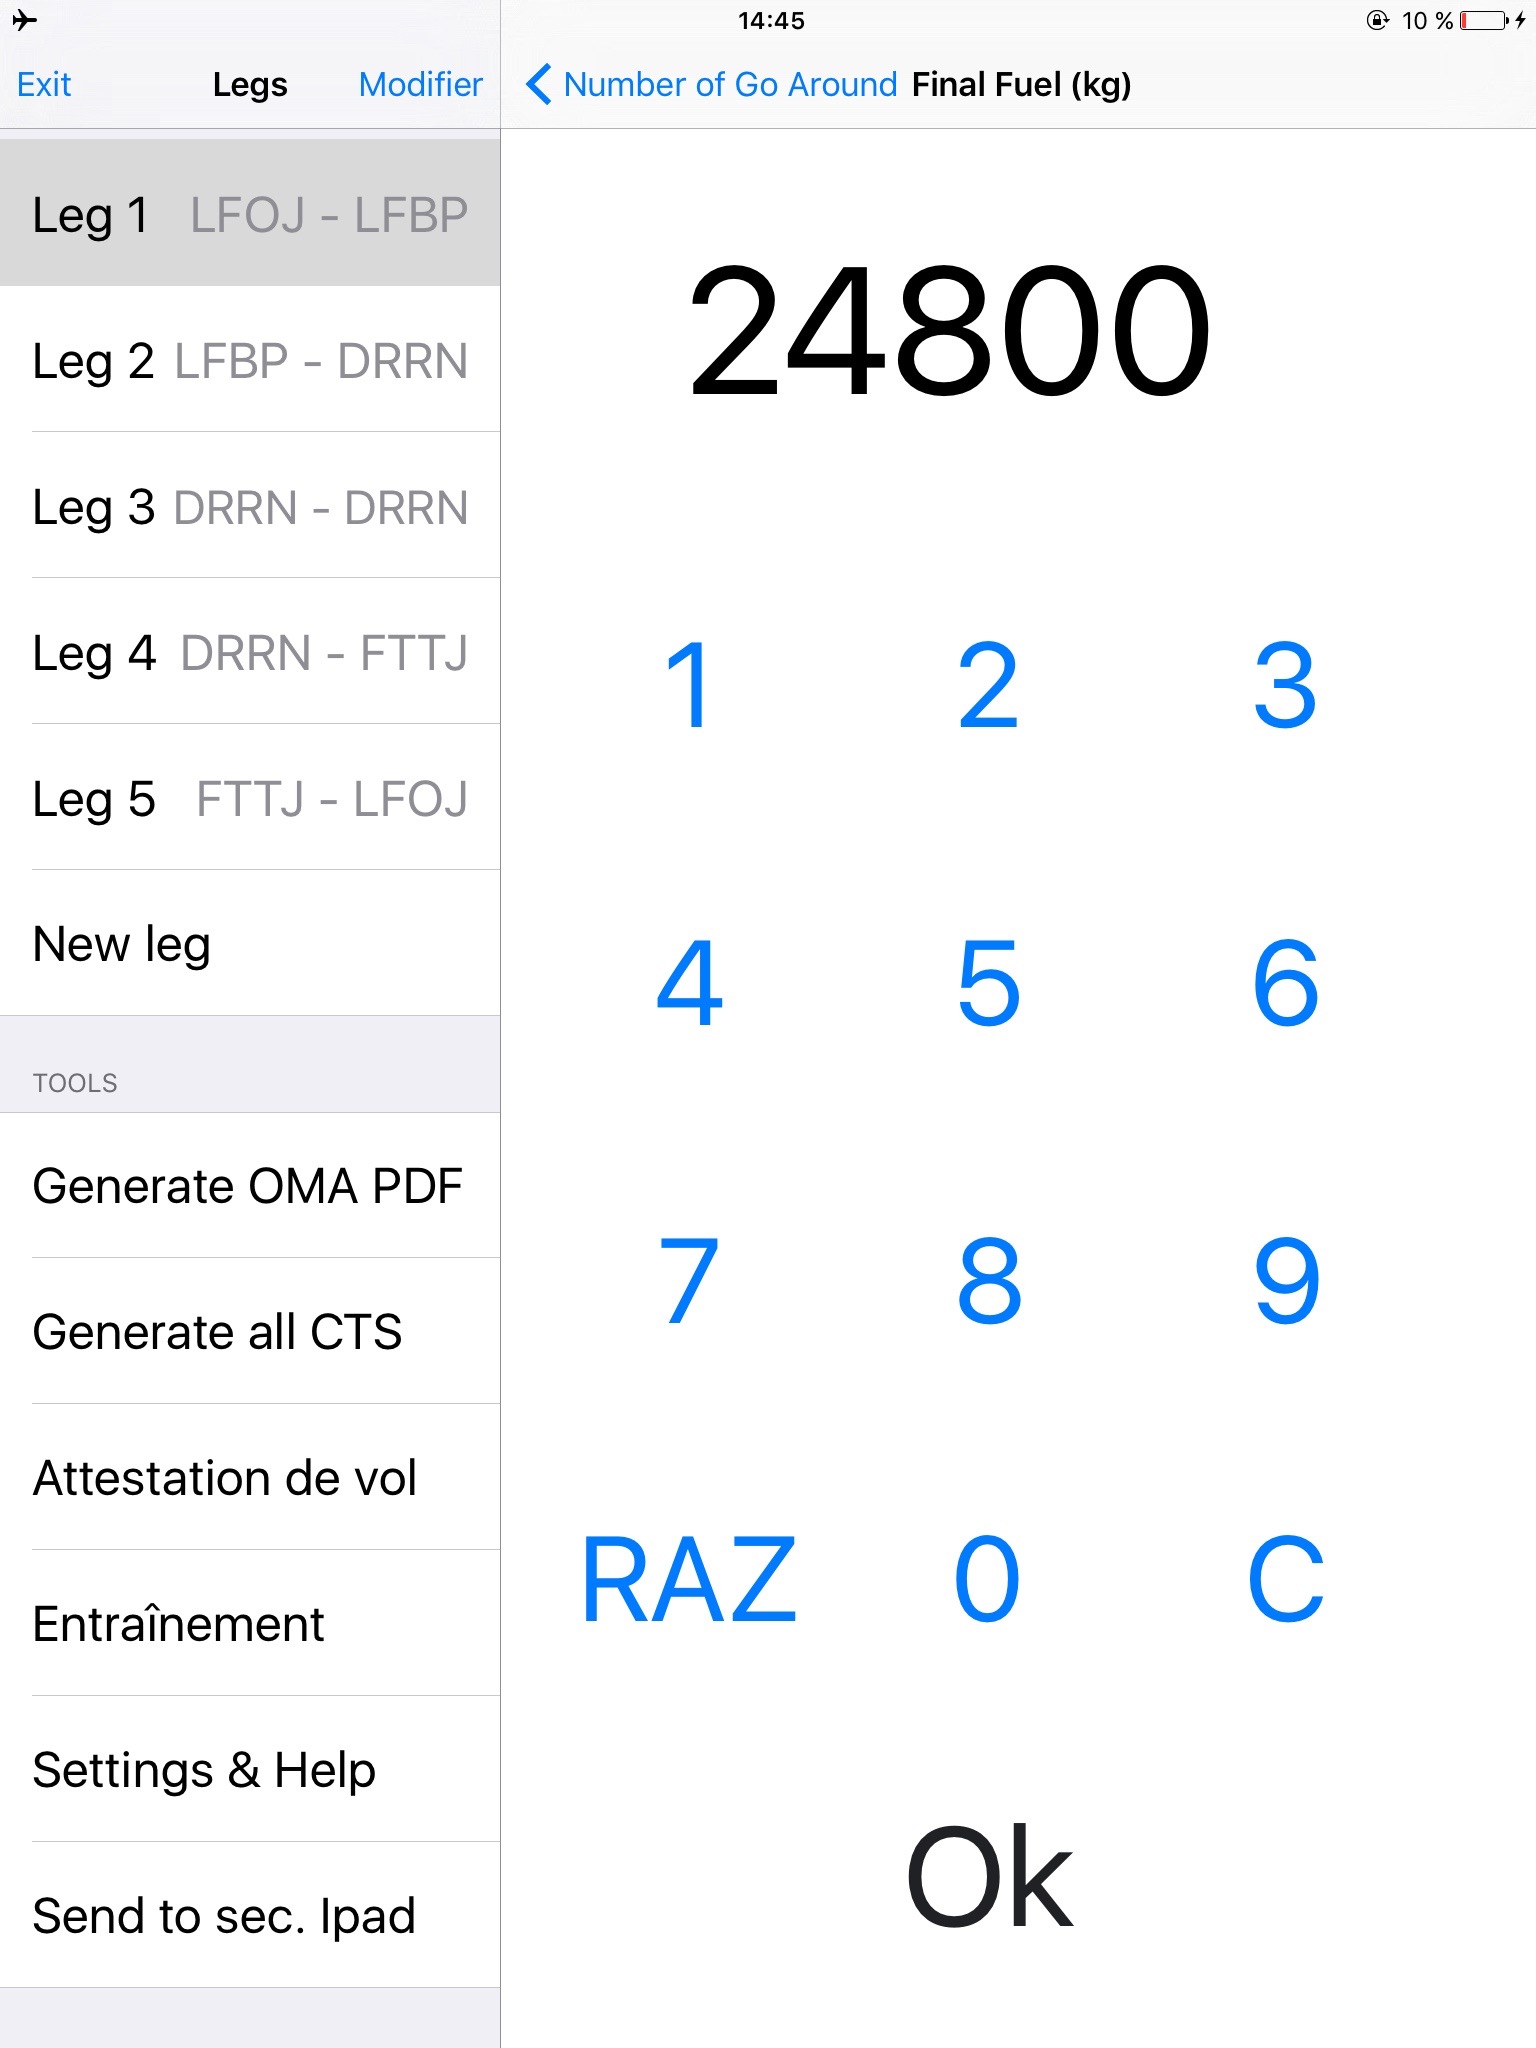 14:45
10 %
Exit
Legs
Modifier
Number of Go Around
Final Fuel (kg)
Leg 1 LFOJ - LFBP
Leg 2 LFBP - DRRN
Leg 3 DRRN - DRRN
Leg 4 DRRN - FTTJ
Leg 5 FTTJ - LFOJ
New leg
TOOLS
Generate OMA PDF
Generate all CTS
Attestation de vol
Entraînement
Settings & Help
Send to sec. Ipad
24800
1 2 3
4 5 6
7 8 9
RAZ 0 C
Ok